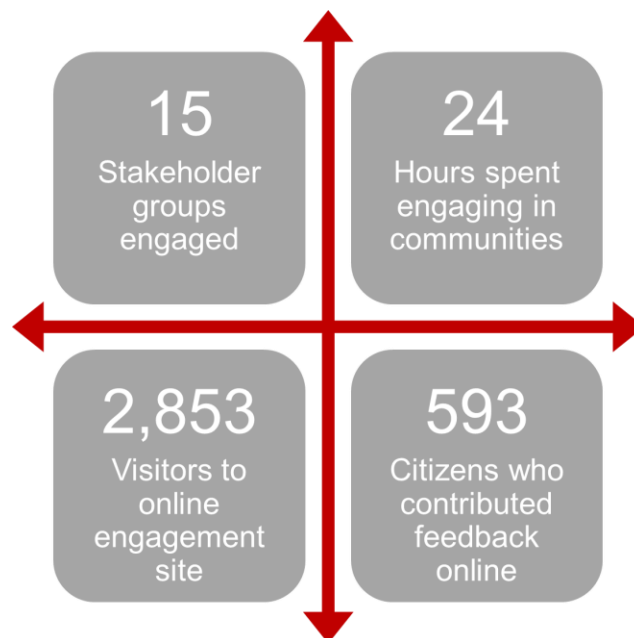 15
Stakeholder
groups
engaged
24
Hours spent
engaging in
communities
2,853
Visitors to
online
engagement
site
593
Citizens who
contributed
feedback
online